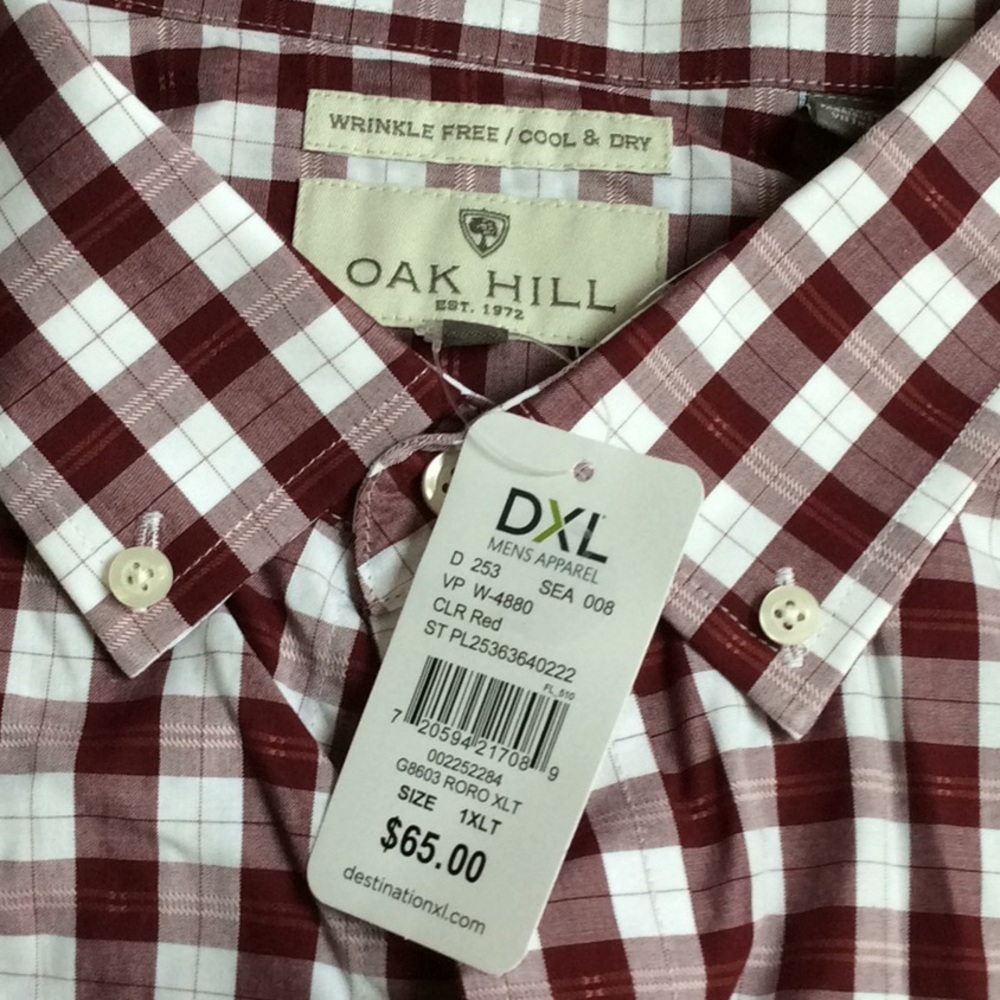 WRINKLE FREE / COOL & DRY
OAK HILL
EST. 1972
DXL
MENS APPAREL
D 253 SEA 008
VP W-4880
CLR Red
ST PL25363640222
FL_510
7 20594 21708 9
002252284
G8603 RORO XLT
SIZE 1XLT
$65.00
destinationxl.com